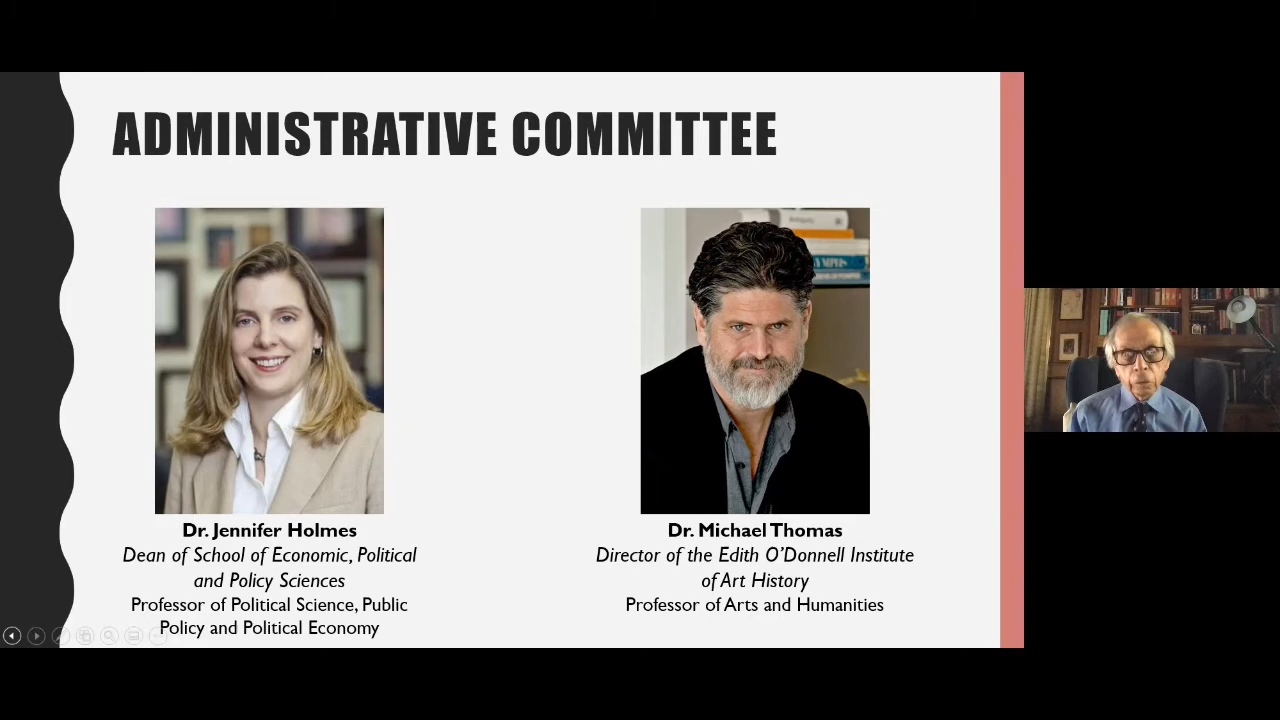 ADMINISTRATIVE COMMITTEE
Dr. Jennifer Holmes
Dean of School of Economic, Political
and Policy Sciences
Professor of Political Science, Public
Policy and Political Economy
Dr. Michael Thomas
Director of the Edith O'Donnell Institute
of Art History
Professor of Arts and Humanities